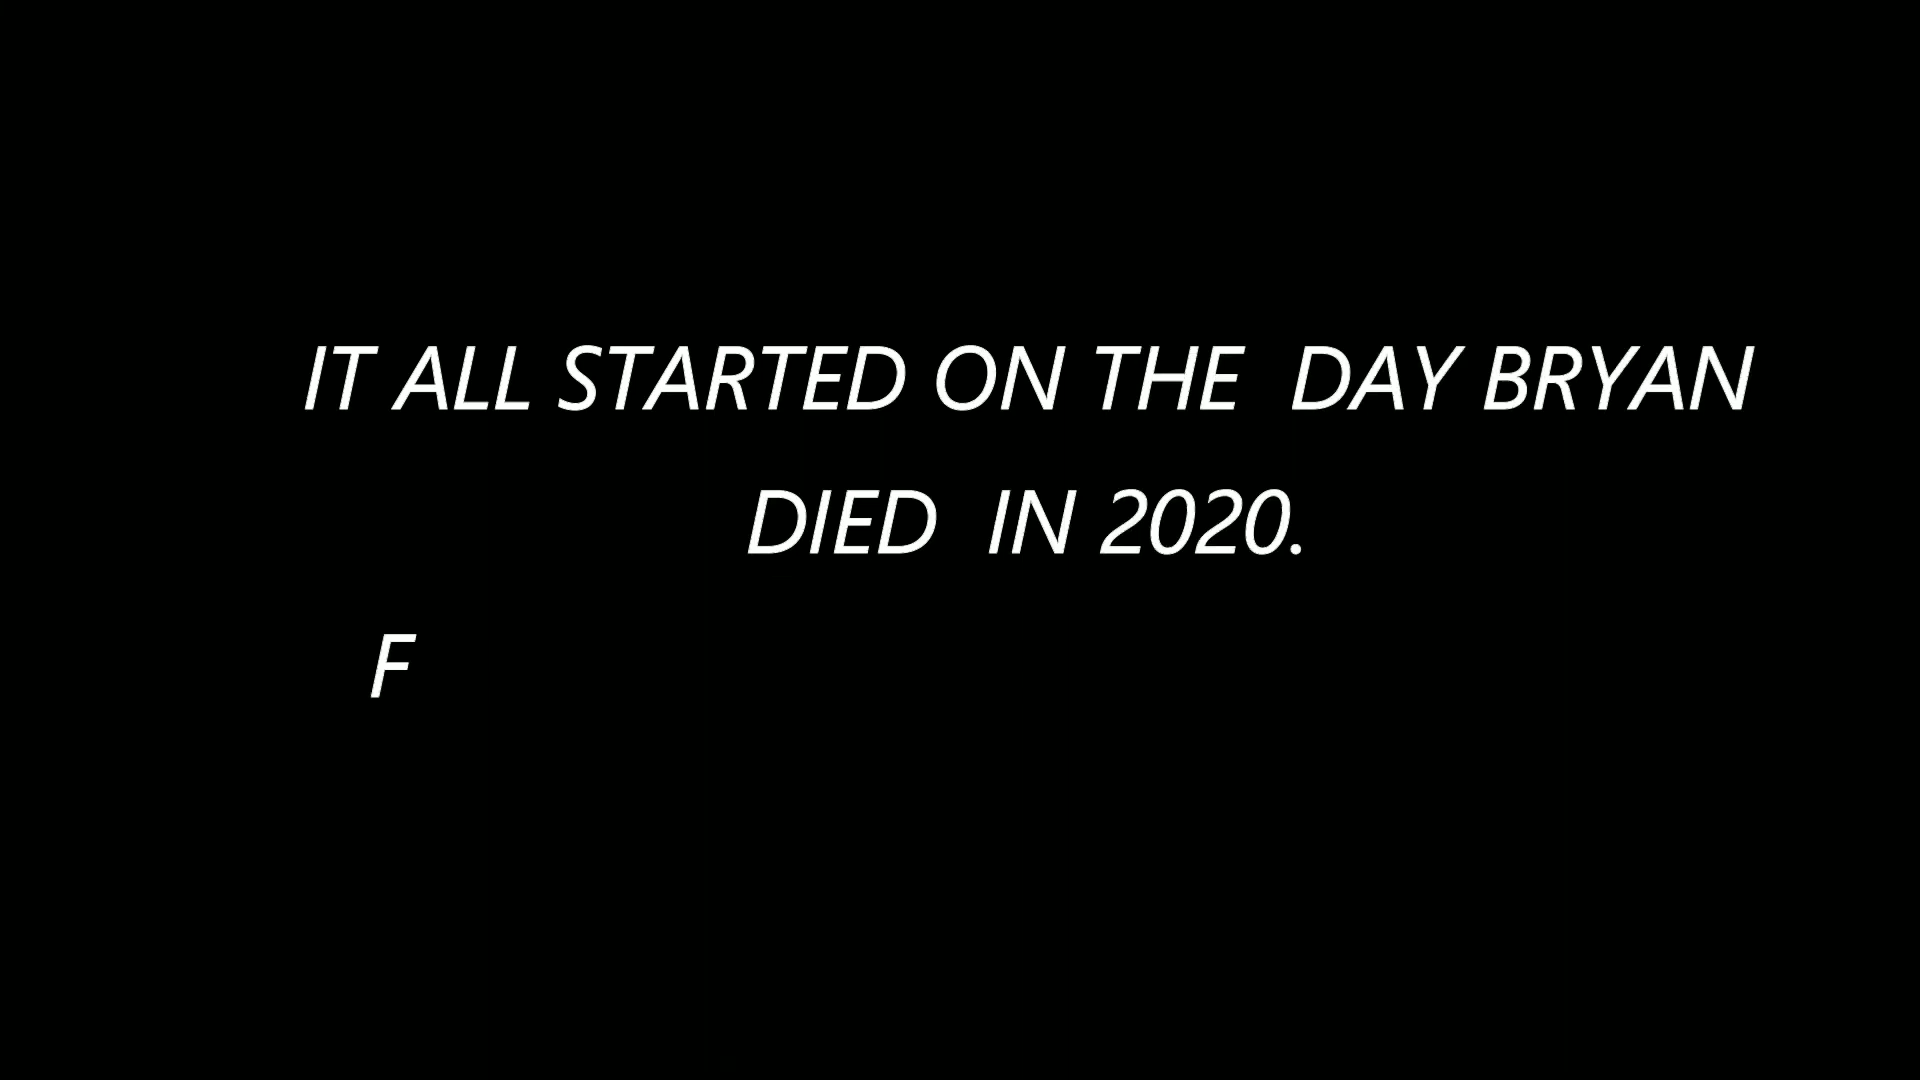 IT ALL STARTED ON THE  DAY BRYAN
DIED  IN 2020.
F